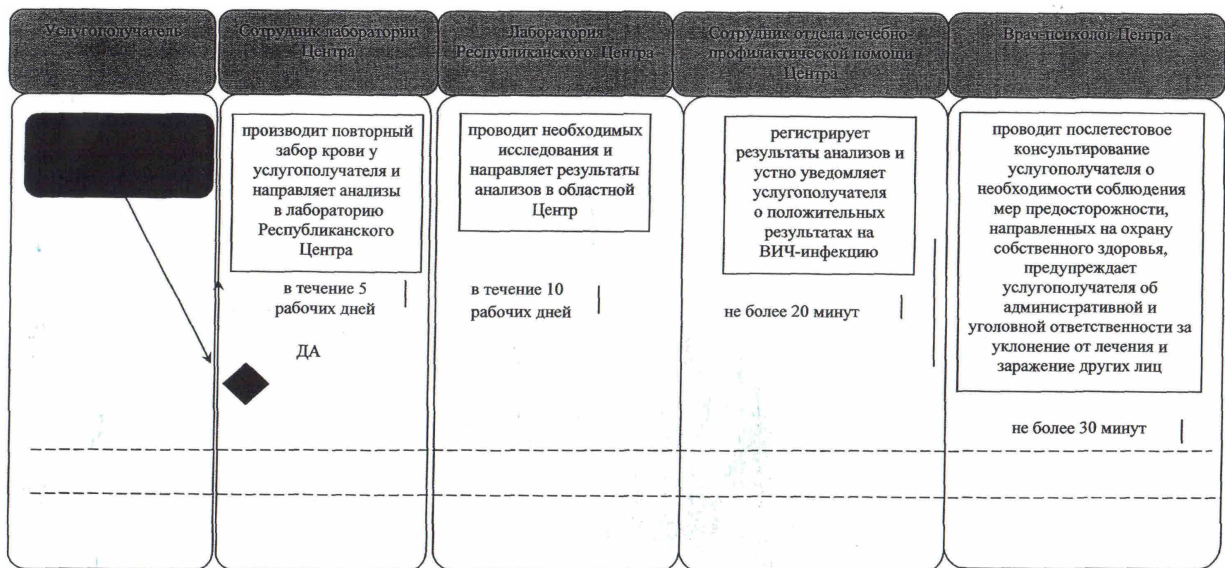 Услугополучатель
Сотрудник лаборатории
Центра
Лаборатория
Республиканского Центра
Сотрудник отдела лечебно-
профилактической помощи
Центра
Врач-психолог Центра
производит повторный
забор крови у
услугополучателя и
направляет анализы
в лабораторию
Республиканского
Центра
в течение 5
рабочих дней
ДА
проводит необходимых
исследования и
направляет результаты
анализов в областной
Центр
в течение 10
рабочих дней
регистрирует
результаты анализов и
устно уведомляет
услугополучателя
о положительных
результатах на
ВИЧ-инфекцию
не более 20 минут
проводит послетестовое
консультирование
услугополучателя о
необходимости соблюдения
мер предосторожности,
направленных на охрану
собственного здоровья,
предупреждает
услугополучателя об
административной и
уголовной ответственности за
уклонение от лечения и
заражение других лиц
не более 30 минут